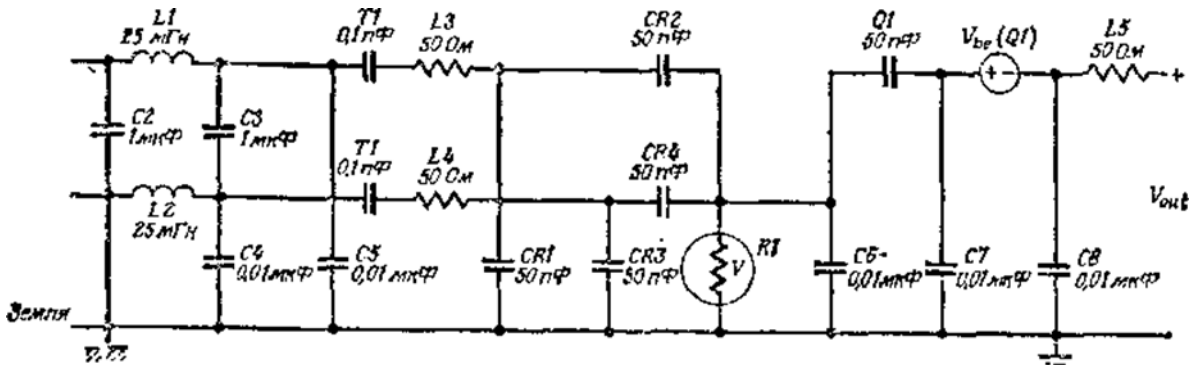 L1
25 мГн
T1
0,1 пФ
L3
50 Ом
CR2
50 пФ
Q1
50 пФ
Vbe (Q1)
+ -
L5
50 Ом
+
C2
1 мкФ
C3
1 мкФ
T1
0,1 пФ
L4
50 Ом
CR4
50 пФ
L2
25 мГн
Vout
C4
0,01 мкФ
C5
0,01 мкФ
CR1
50 пФ
CR3
50 пФ
V
R1
C6
0,01 мкФ
C7
0,01 мкФ
C8
0,01 мкФ
Земля